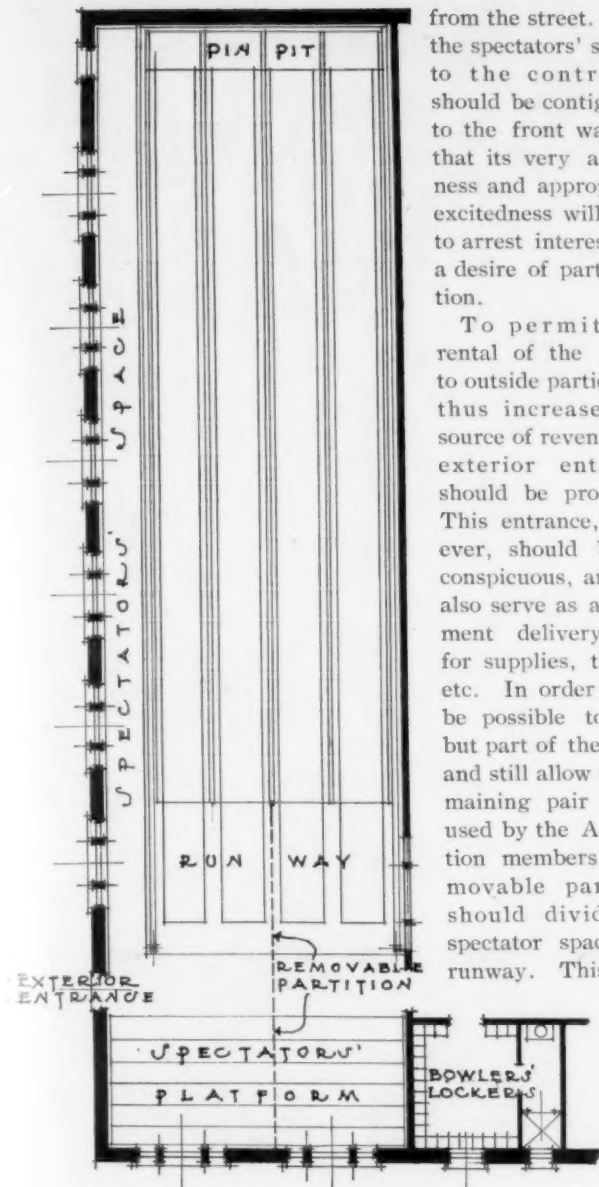 PIN PIT
SPECTATORS' SPACE
RUN WAY
REMOVABLE
PARTITION
EXTERIOR
ENTRANCE
SPECTATORS'
PLATFORM
BOWLERS'
LOCKERS
from the street.
the spectators' s
to the contr
should be contig
to the front wa
that its very a
ness and appro
excitedness will
to arrest interes
a desire of part
tion.
To permit
rental of the
to outside partic
thus increase
source of reven
exterior ent
should be pro
This entrance,
ever, should b
conspicuous, an
also serve as a
ment delivery
for supplies, t
etc. In order
be possible to
but part of the
and still allow
maining pair
used by the A
tion members
movable par
should divid
spectator spac
runway. Thi